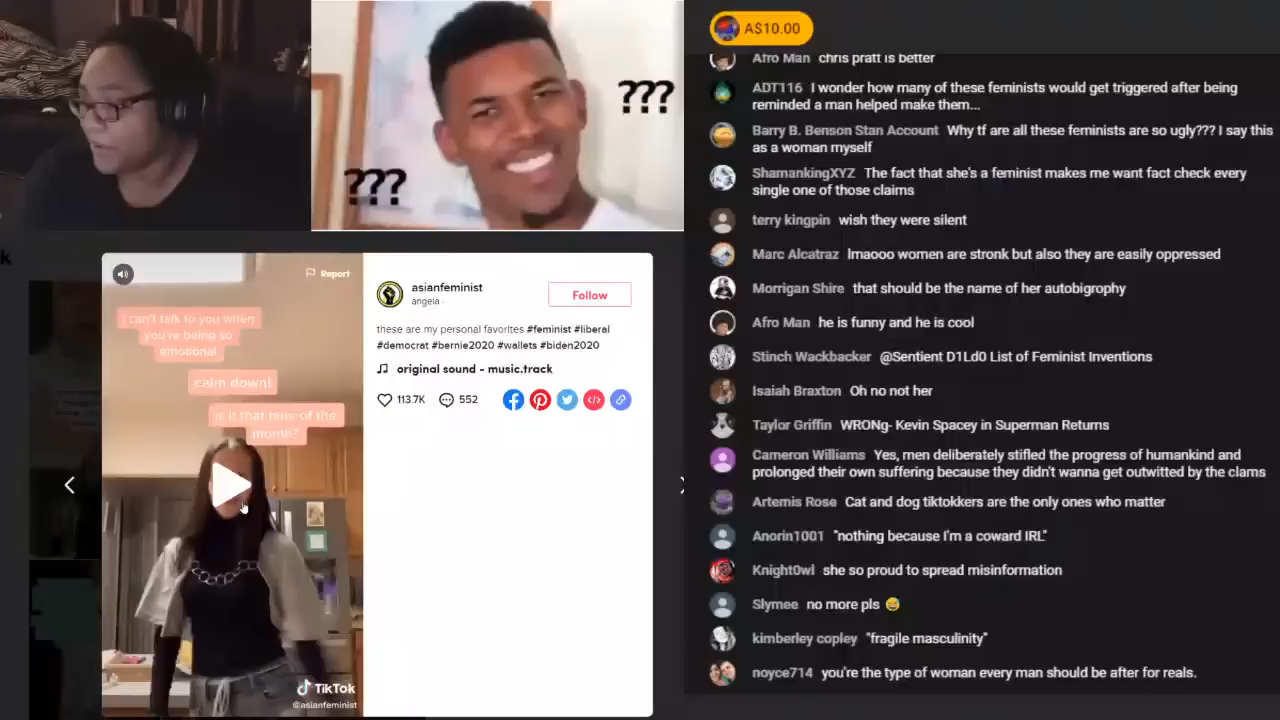 ???
???
k
Report
I can't talk to you when
you're being so
emotional
calm down!
is it that time of the
month?
TikTok
@asianfeminist
asianfeminist
angela ·
Follow
these are my personal favorites #feminist #liberal
#democrat #bernie2020 #wallets #biden2020
original sound - music.track
113.7K
552
A$10.00
Afro Man chris pratt is better
ADT116 I wonder how many of these feminists would get triggered after being
reminded a man helped make them...
Barry B. Benson Stan Account Why tf are all these feminists are so ugly??? I say this
as a woman myself
ShamankingXYZ The fact that she's a feminist makes me want fact check every
single one of those claims
terry kingpin wish they were silent
Marc Alcatraz lmaooo women are stronk but also they are easily oppressed
Morrigan Shire that should be the name of her autobigrophy
Afro Man he is funny and he is cool
Stinch Wackbacker @Sentient D1Ld0 List of Feminist Inventions
Isaiah Braxton Oh no not her
Taylor Griffin WRONg- Kevin Spacey in Superman Returns
Cameron Williams Yes, men deliberately stifled the progress of humankind and
prolonged their own suffering because they didn't wanna get outwitted by the clams
Artemis Rose Cat and dog tiktokkers are the only ones who matter
Anorin1001 "nothing because I'm a coward IRL"
Knight0wl she so proud to spread misinformation
Slymee no more pls 😅
kimberley copley "fragile masculinity"
noyce714 you're the type of woman every man should be after for reals.